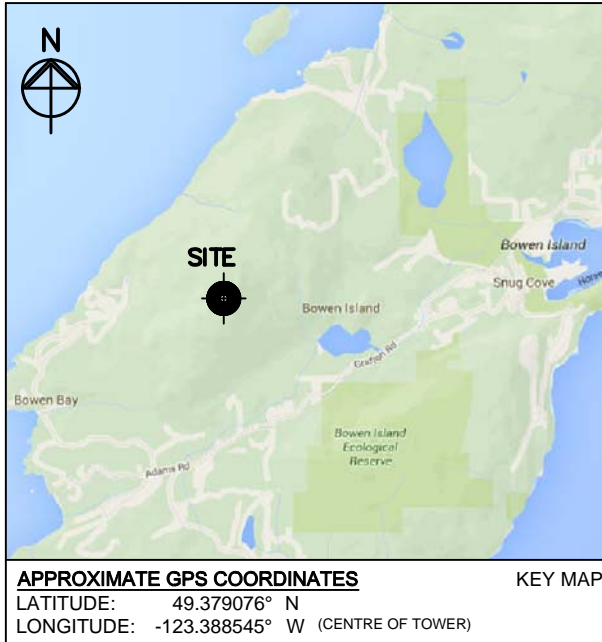 N
SITE
Bowen Island
Snug Cove
Bowen Island
Grafton Rd
Bowen Bay
Bowen Island
Ecological
Reserve
Adams Rd
APPROXIMATE GPS COORDINATES
KEY MAP
LATITUDE: 49.379076° N
LONGITUDE: -123.388545° W (CENTRE OF TOWER)